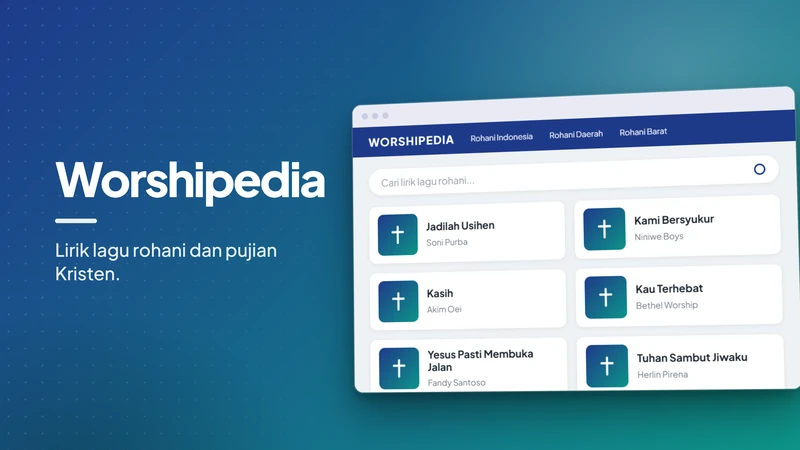 Worshipedia
Lirik lagu rohani dan pujian
Kristen.
WORSHIPEDIA
Rohani Indonesia
Rohani Daerah
Rohani Barat
Cari lirik lagu rohani...
Jadilah Usihen
Soni Purba
Kami Bersyukur
Niniwe Boys
Kasih
Akim Oei
Kau Terhebat
Bethel Worship
Yesus Pasti Membuka
Jalan
Fandy Santoso
Tuhan Sambut Jiwaku
Herlin Pirena